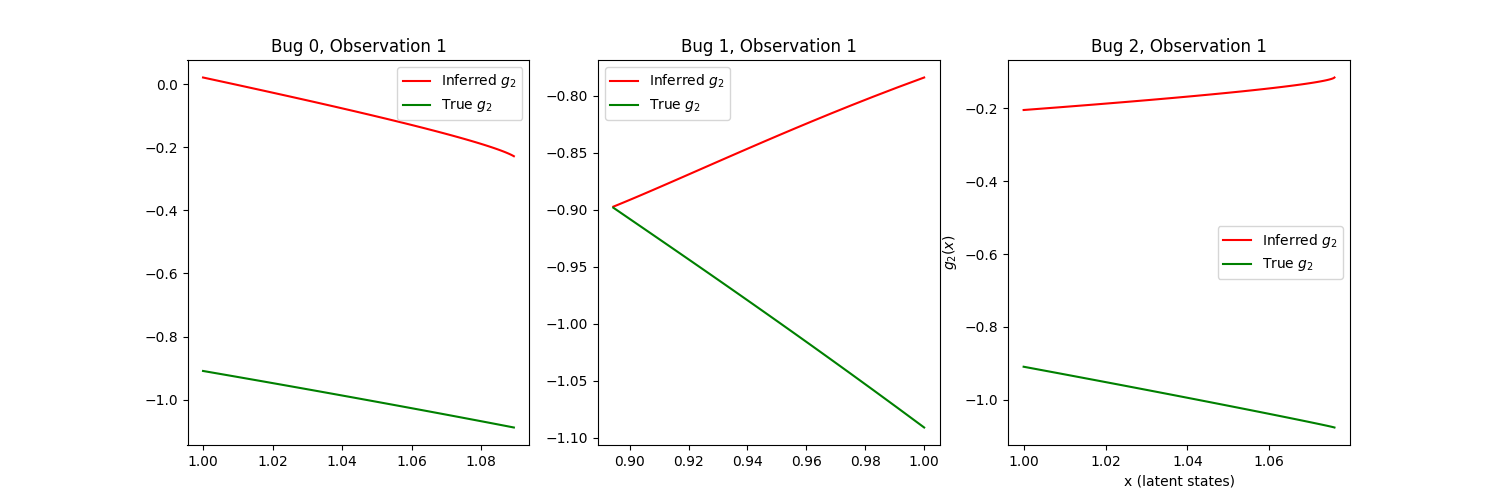 Bug 0, Observation 1
Inferred g₂
True g₂
0.0
−0.2
−0.4
−0.6
−0.8
−1.0
1.00 1.02 1.04 1.06 1.08
Bug 1, Observation 1
Inferred g₂
True g₂
−0.80
−0.85
−0.90
−0.95
−1.00
−1.05
−1.10
0.90 0.92 0.94 0.96 0.98 1.00
Bug 2, Observation 1
g₂(x)
−0.2
−0.4
−0.6
−0.8
−1.0
Inferred g₂
True g₂
1.00 1.02 1.04 1.06
x (latent states)